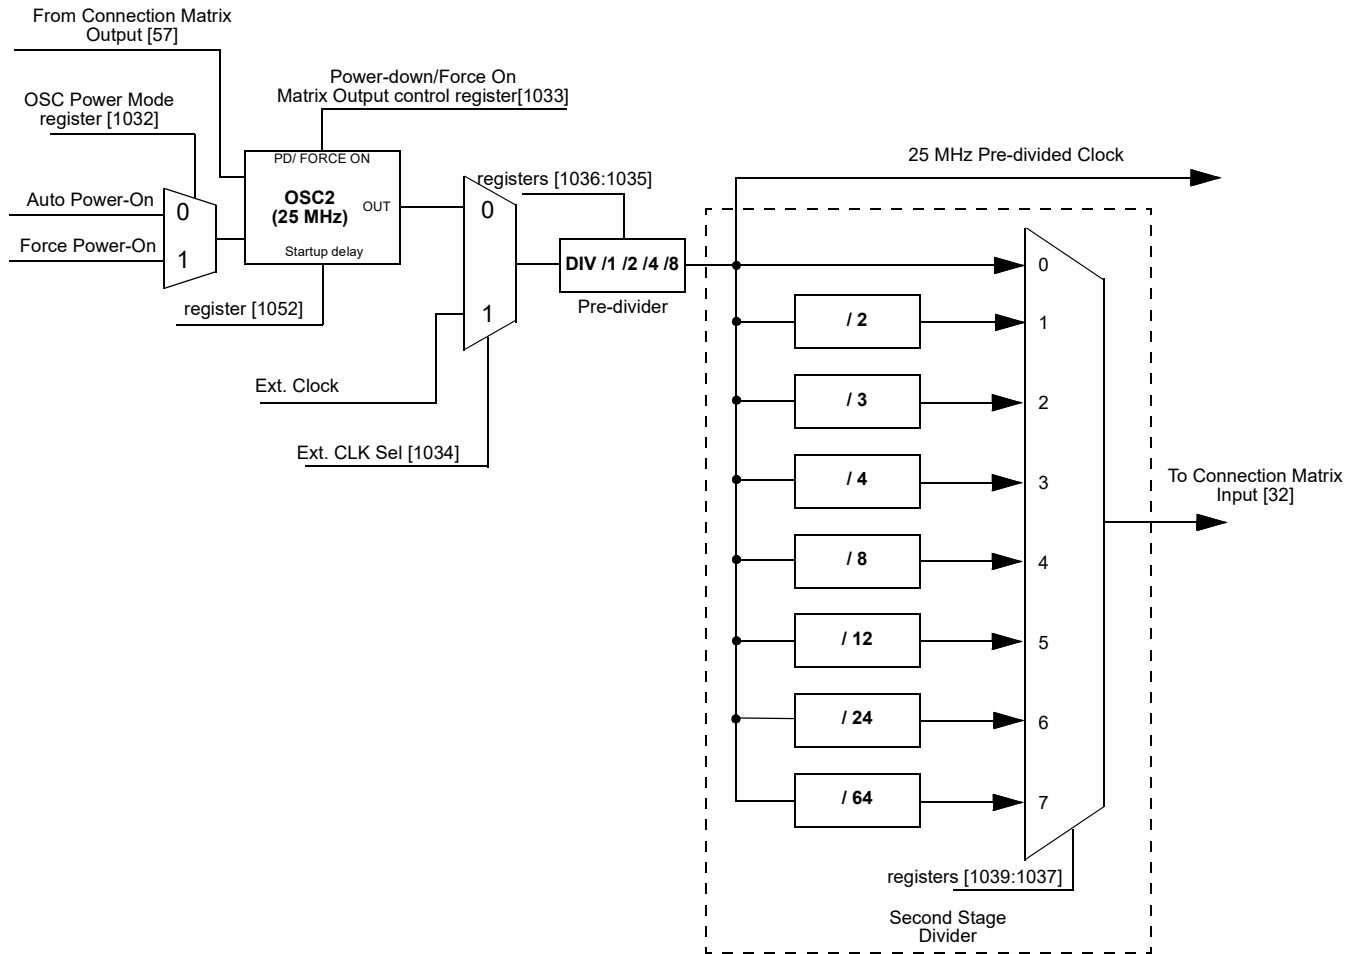 From Connection Matrix
Output [57]
Power-down/Force On
Matrix Output control register[1033]
OSC Power Mode
register [1032]
PD/ FORCE ON
OSC2
(25 MHz)
OUT
Startup delay
Auto Power-On
0
Force Power-On
1
register [1052]
0
1
Ext. Clock
Ext. CLK Sel [1034]
registers [1036:1035]
DIV /1 /2 /4 /8
Pre-divider
25 MHz Pre-divided Clock
0
/ 2
1
/ 3
2
/ 4
3
/ 8
4
/ 12
5
/ 24
6
/ 64
7
To Connection Matrix
Input [32]
registers [1039:1037]
Second Stage
Divider